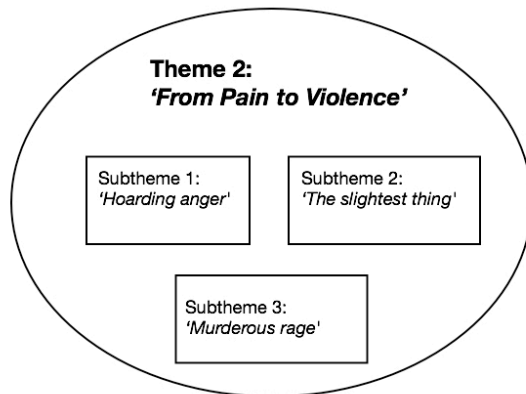 Theme 2:
‘From Pain to Violence’
Subtheme 1:
‘Hoarding anger'
Subtheme 2:
‘The slightest thing'
Subtheme 3:
‘Murderous rage'